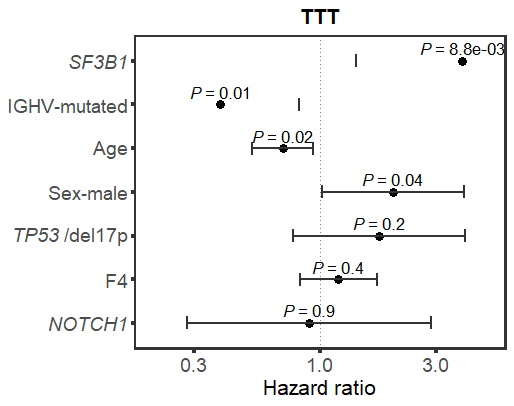 TTT
SF3B1
P = 8.8e-03
IGHV-mutated
P = 0.01
Age
P = 0.02
Sex-male
P = 0.04
TP53 /del17p
P = 0.2
F4
P = 0.4
NOTCH1
P = 0.9
0.3 1.0 3.0
Hazard ratio